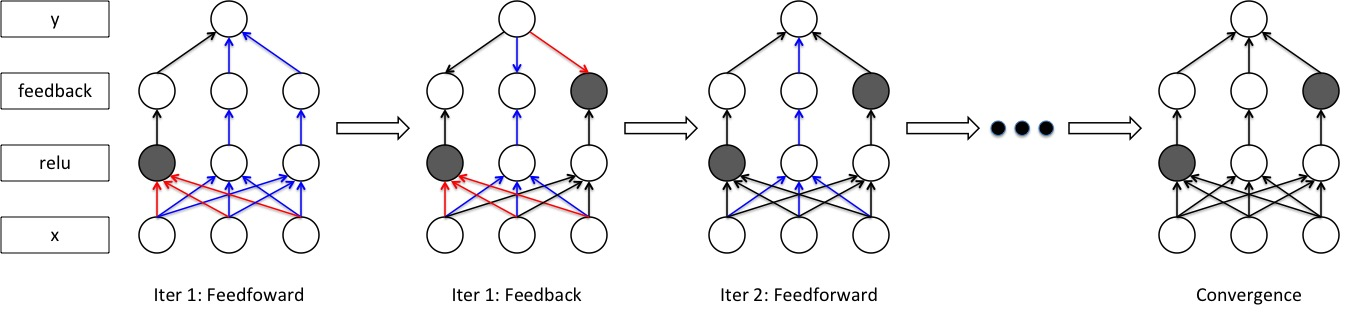 y
feedback
relu
x
Iter 1: Feedfoward
Iter 1: Feedback
Iter 2: Feedforward
Convergence